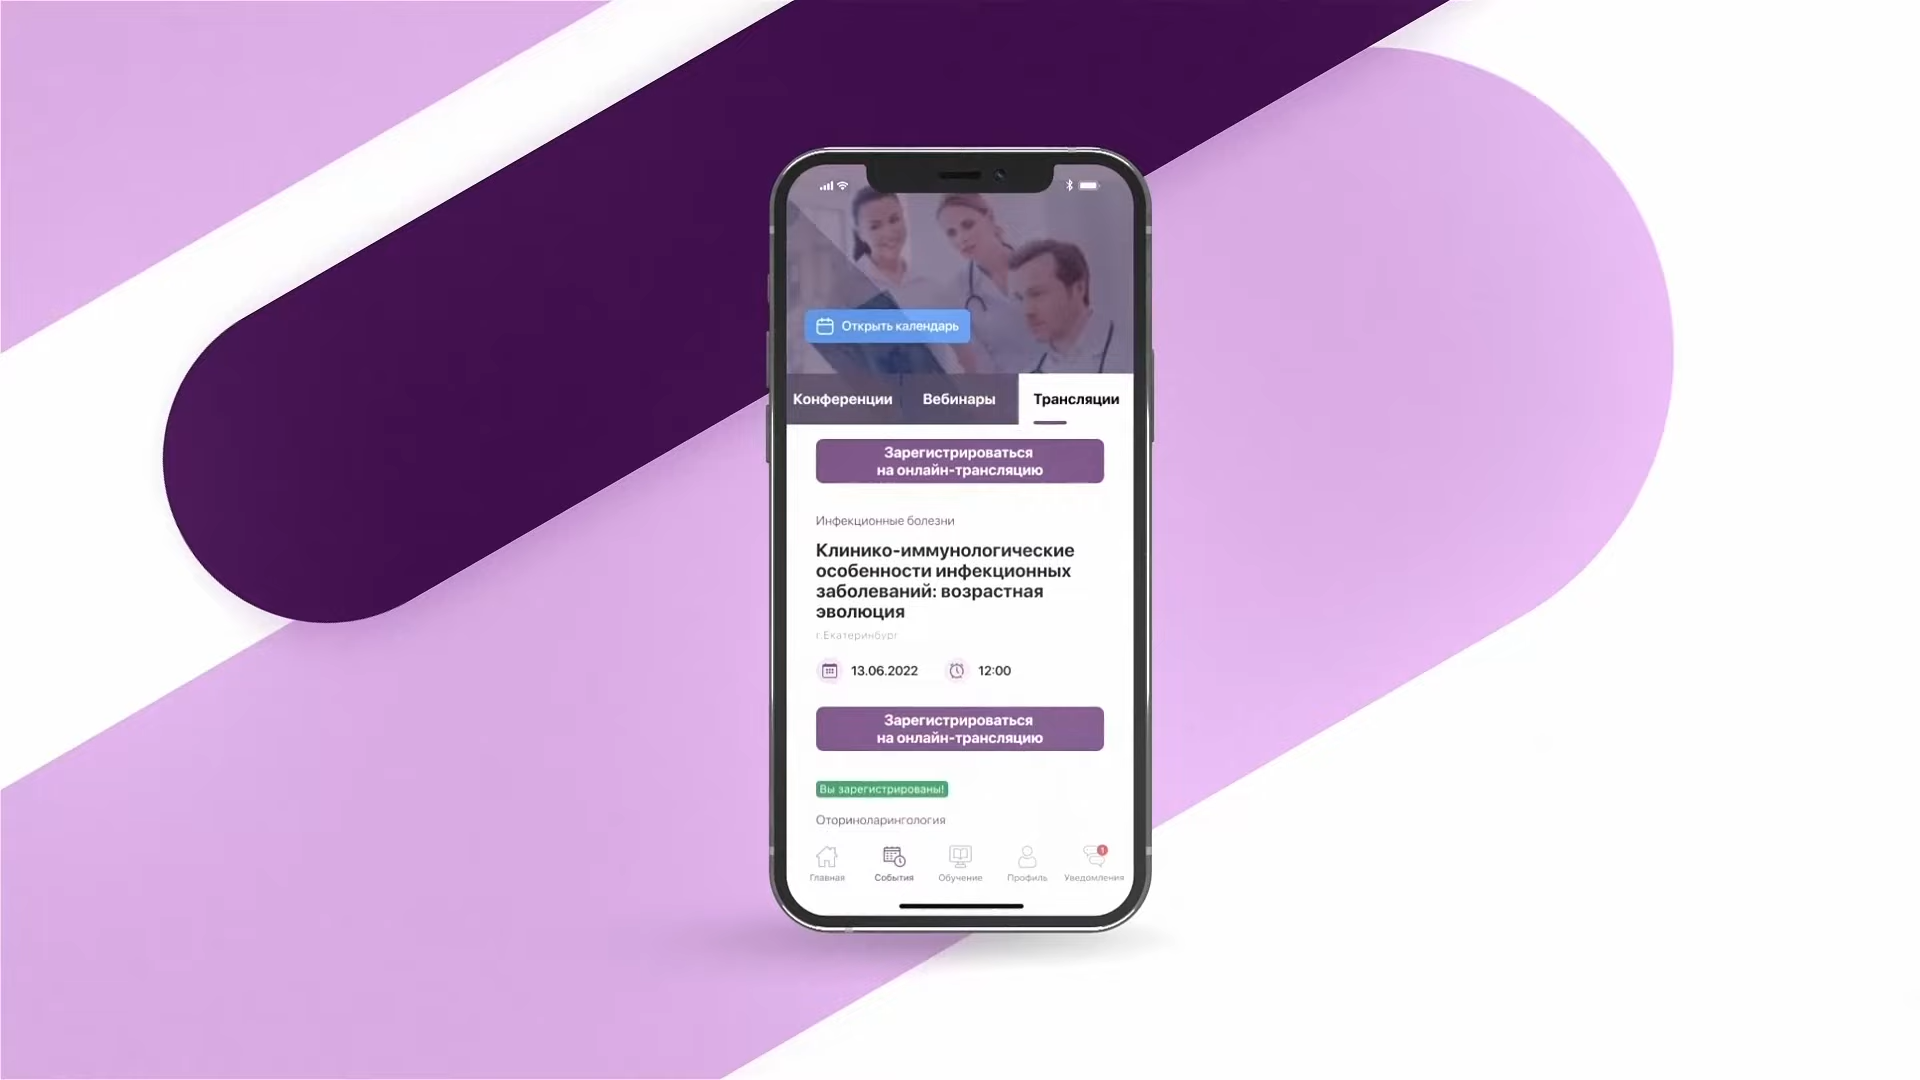 Открыть календарь
Конференции Вебинары Трансляции
Зарегистрироваться
на онлайн-трансляцию
Инфекционные болезни
Клинико-иммунологические
особенности инфекционных
заболеваний: возрастная
эволюция
г.Екатеринбург
13.06.2022 12:00
Зарегистрироваться
на онлайн-трансляцию
Вы зарегистрированы!
Оториноларингология
1
Главная События Обучение Профиль Уведомления